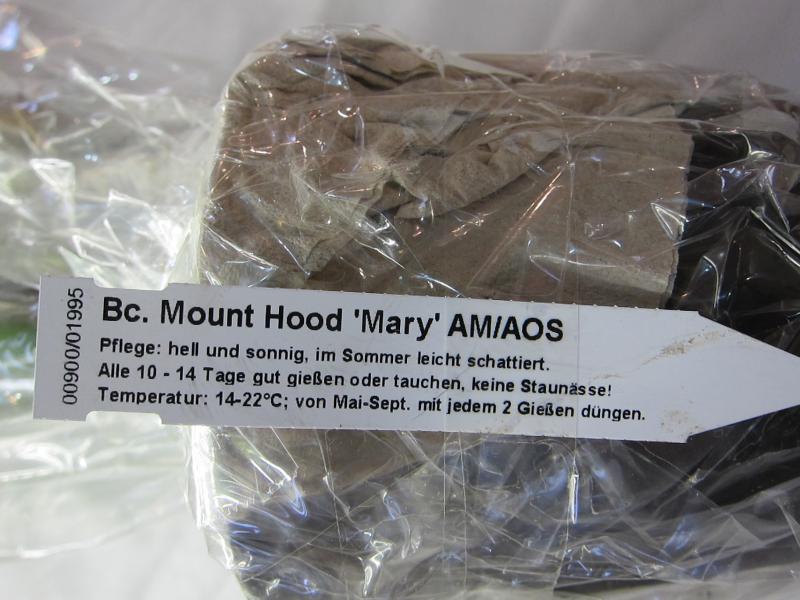 Bc. Mount Hood 'Mary' AM/AOS
Pflege: hell und sonnig, im Sommer leicht schattiert.
Alle 10 - 14 Tage gut gießen oder tauchen, keine Staunässe!
Temperatur: 14-22°C; von Mai-Sept. mit jedem 2 Gießen düngen.
00900/01995